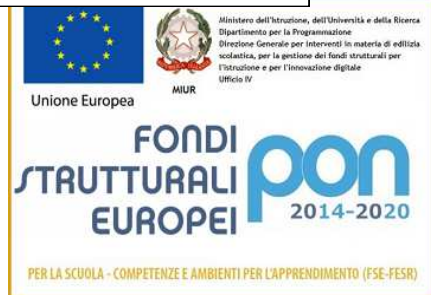 Ministero dell'Istruzione, dell'Università e della Ricerca
Dipartimento per la Programmazione
Direzione Generale per interventi in materia di edilizia
scolastica, per la gestione dei fondi strutturali per
l'istruzione e per l'innovazione digitale
Ufficio IV
MIUR
Unione Europea
FONDI
STRUTTURALI
EUROPEI
pon
2014-2020
PER LA SCUOLA - COMPETENZE E AMBIENTI PER L'APPRENDIMENTO (FSE-FESR)